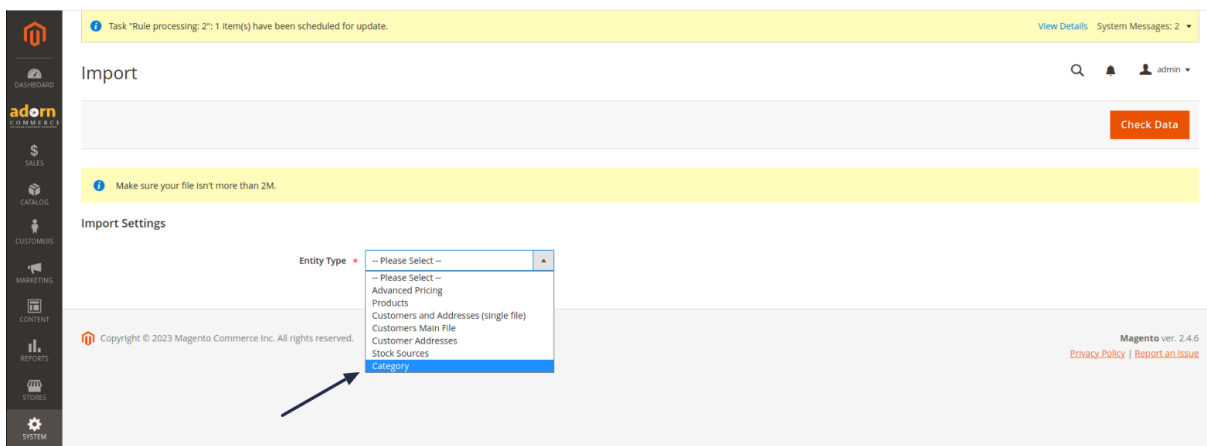 Task "Rule processing: 2": 1 item(s) have been scheduled for update.
View Details System Messages: 2
Import
admin
Check Data
Make sure your file isn't more than 2M.
Import Settings
Entity Type *
-- Please Select --
-- Please Select --
Advanced Pricing
Products
Customers and Addresses (single file)
Customers Main File
Customer Addresses
Stock Sources
Category
Copyright © 2023 Magento Commerce Inc. All rights reserved.
Magento ver. 2.4.6
Privacy Policy | Report an Issue
DASHBOARD
adorn
COMMERCE
SALES
CATALOG
CUSTOMERS
MARKETING
CONTENT
REPORTS
STORES
SYSTEM